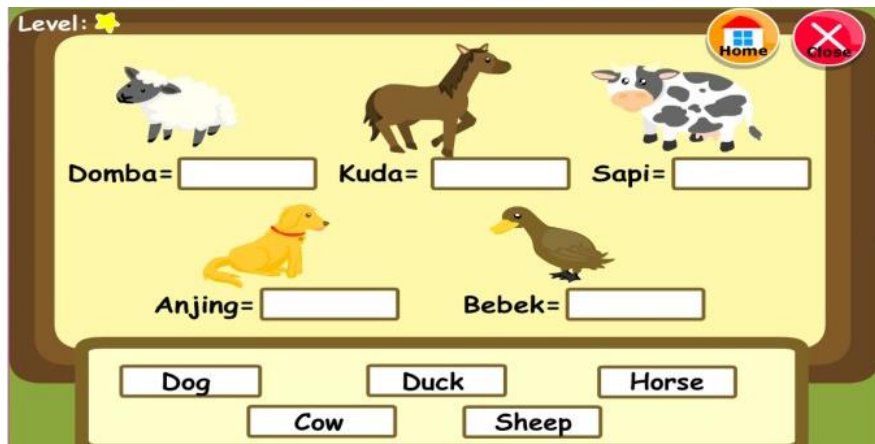 Level:
Home
Close
Domba=
Kuda=
Sapi=
Anjing=
Bebek=
Dog
Duck
Horse
Cow
Sheep